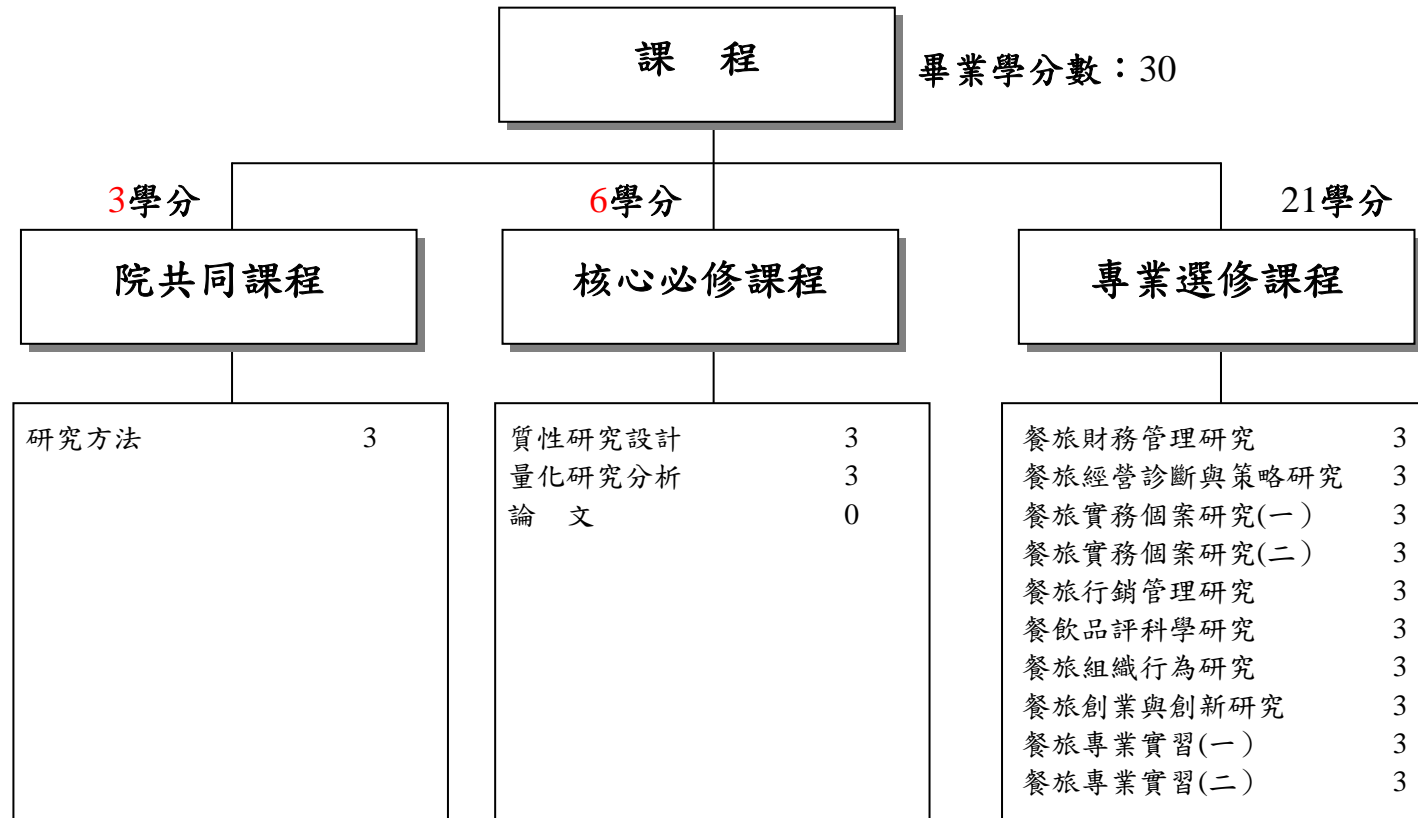 課 程
畢業學分數：30
3學分
6學分
21學分
院共同課程
核心必修課程
專業選修課程
研究方法 3
質性研究設計 3
量化研究分析 3
論 文 0
餐旅財務管理研究 3
餐旅經營診斷與策略研究 3
餐旅實務個案研究(一） 3
餐旅實務個案研究(二） 3
餐旅行銷管理研究 3
餐飲品評科學研究 3
餐旅組織行為研究 3
餐旅創業與創新研究 3
餐旅專業實習(一） 3
餐旅專業實習(二） 3